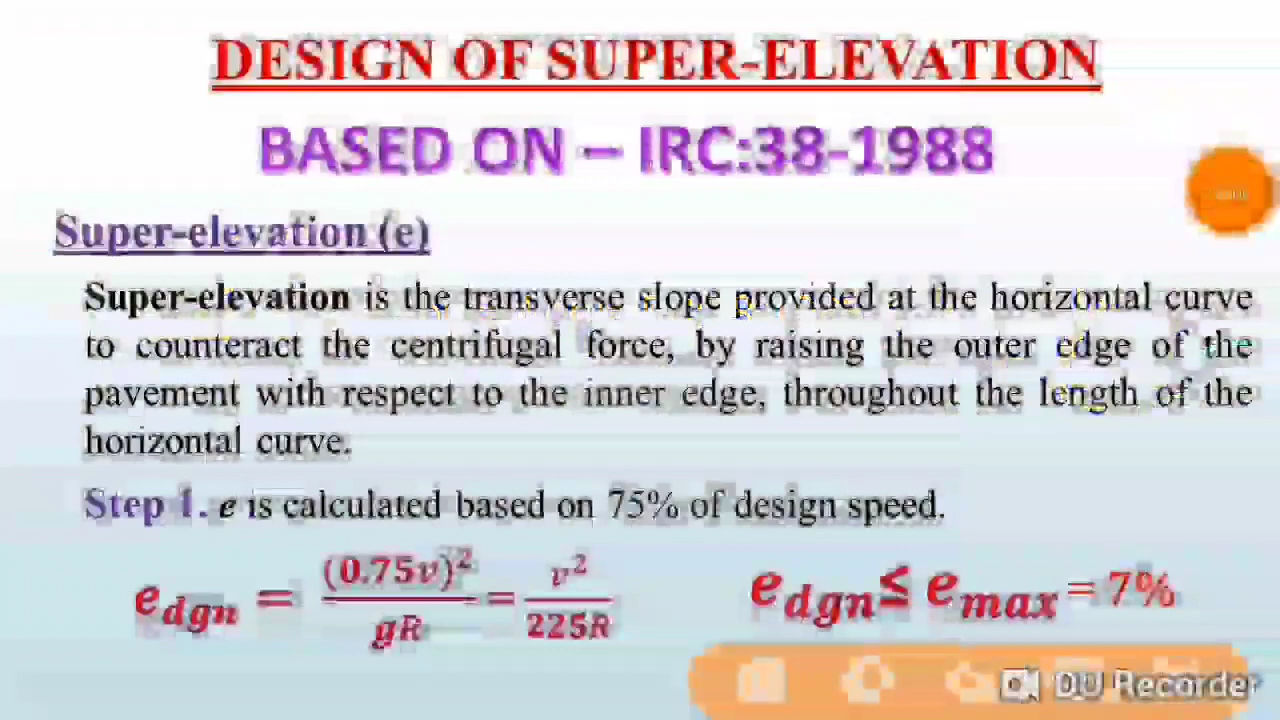 DESIGN OF SUPER-ELEVATION
BASED ON – IRC:38-1988
Super-elevation (e)
Super-elevation is the transverse slope provided at the horizontal curve
to counteract the centrifugal force, by raising the outer edge of the
pavement with respect to the inner edge, throughout the length of the
horizontal curve.
Step 1. e is calculated based on 75% of design speed.
e_dgn = (0.75v)² / gR = v² / 225R
e_dgn ≤ e_max = 7%
DU Recorder